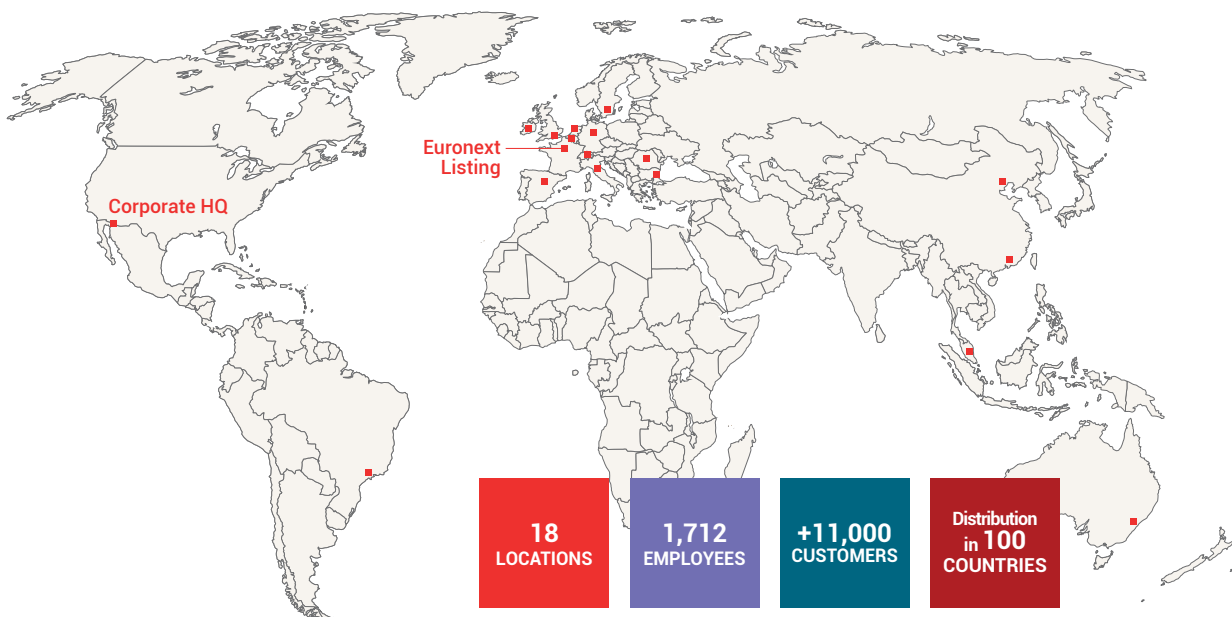 Euronext
Listing
Corporate HQ
18
LOCATIONS
1,712
EMPLOYEES
+11,000
CUSTOMERS
Distribution
in 100
COUNTRIES